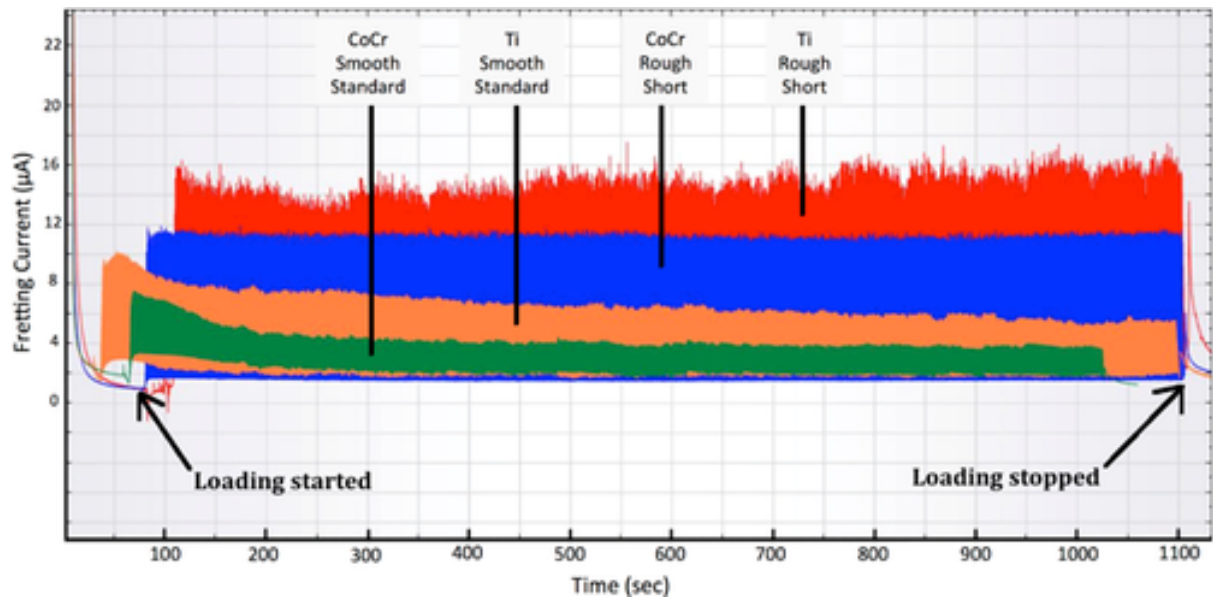 CoCr
Smooth
Standard
Ti
Smooth
Standard
CoCr
Rough
Short
Ti
Rough
Short
22
20
16
12
8
4
0
Fretting Current (μA)
Loading started
Loading stopped
100
200
300
400
500
600
700
800
900
1000
1100
Time (sec)